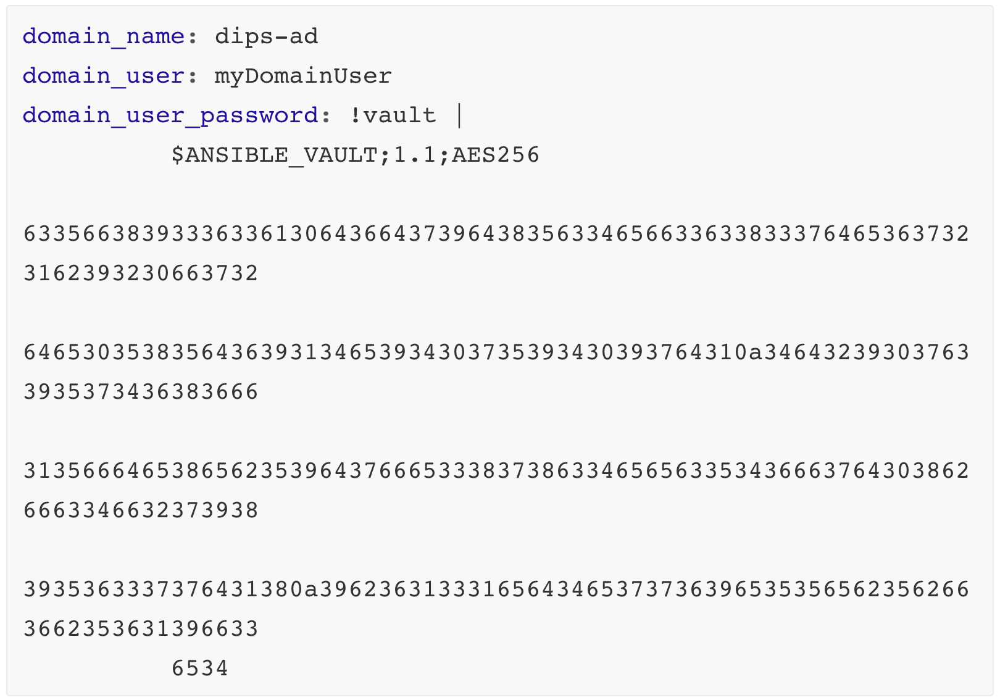 domain_name: dips-ad
domain_user: myDomainUser
domain_user_password: !vault |
$ANSIBLE_VAULT;1.1;AES256
6335663839333633613064366437396438356334656633633833376465363732
3162393230663732
6465303538356436393134653934303735393430393764310a34643239303763
3935373436383666
3135666465386562353964376665333837386334656563353436663764303862
6663346632373938
3935363337376431380a39623631333165643465373736396535356562356266
3662353631396633
6534